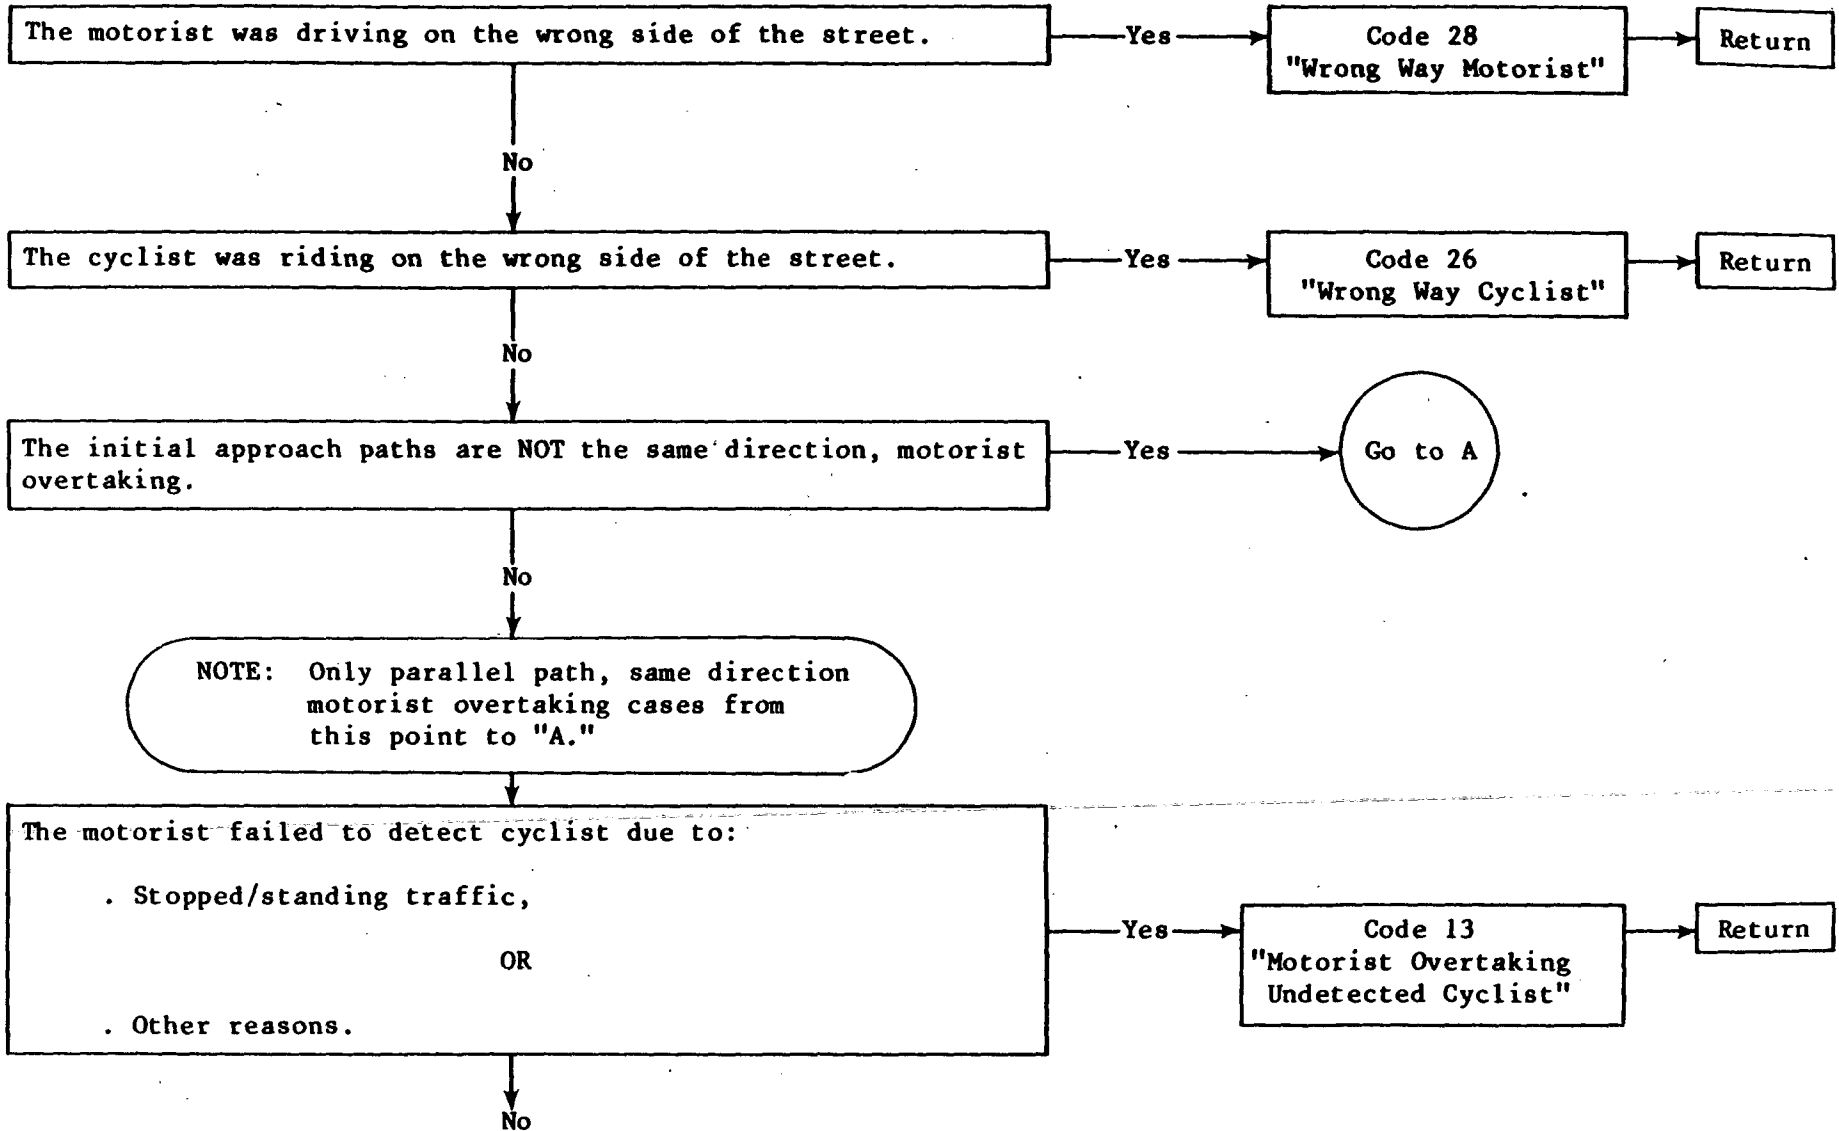 The motorist was driving on the wrong side of the street.
Yes
Code 28
"Wrong Way Motorist"
Return
No
The cyclist was riding on the wrong side of the street.
Yes
Code 26
"Wrong Way Cyclist"
Return
No
The initial approach paths are NOT the same direction, motorist
overtaking.
Yes
Go to A
No
NOTE: Only parallel path, same direction
motorist overtaking cases from
this point to "A."
The motorist failed to detect cyclist due to:
. Stopped/standing traffic,
OR
. Other reasons.
Yes
Code 13
"Motorist Overtaking
Undetected Cyclist"
Return
No